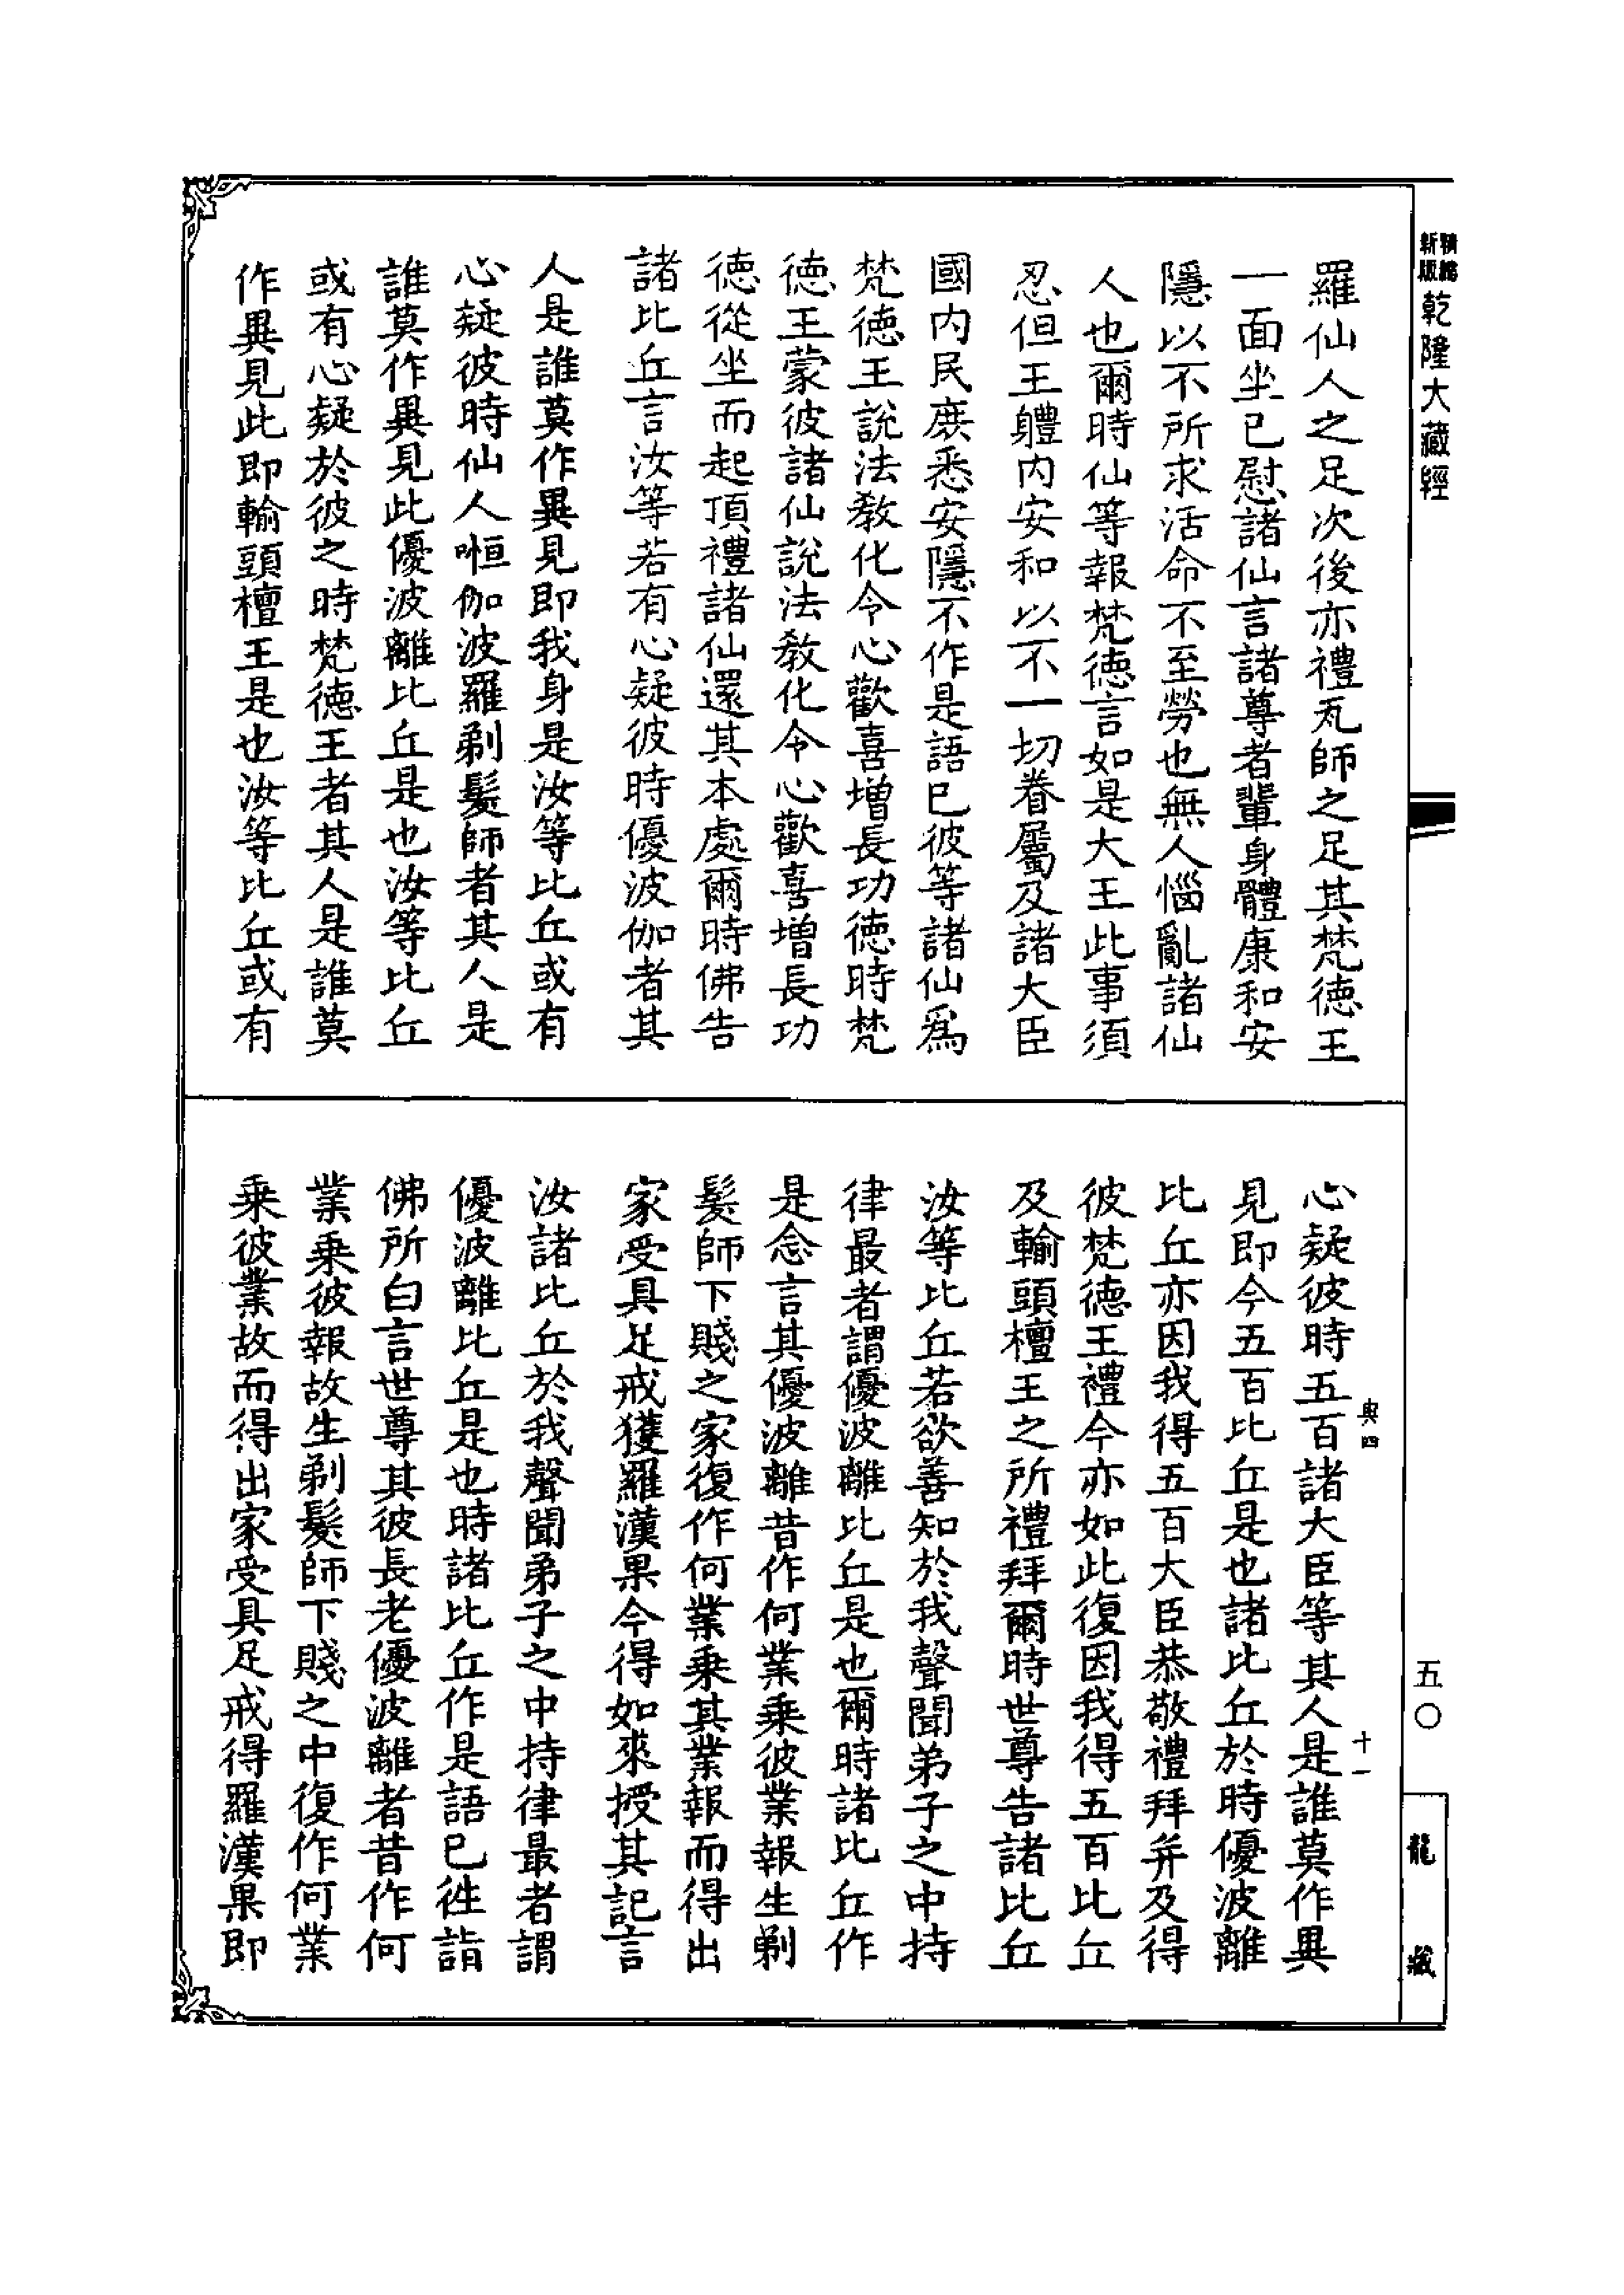 新版
乾隆大藏經
羅仙人之足次後亦禮瓦師之足其梵德王
一面坐已慰諸仙言諸尊者輩身體康和安
隱以不所求活命不至勞也無人惱亂諸仙
人也爾時仙等報梵德言如是大王此事須
忍但王軆内安和以不一切眷屬及諸大臣
國内民庶悉安隱不作是語已彼等諸仙爲
梵德王說法教化令心歡喜增長功德時梵
德王蒙彼諸仙說法教化令心歡喜增長功
德從坐而起頂禮諸仙還其本處爾時佛告
諸比丘言汝等若有心疑彼時優波伽者其
人是誰莫作異見即我身是汝等比丘或有
心疑彼時仙人㘁伽波羅剃髮師者其人是
誰莫作異見此優波離比丘是也汝等比丘
或有心疑於彼之時梵德王者其人是誰莫
作異見此即輸頭檀王是也汝等比丘或有
心疑彼時五百諸大臣等其人是誰莫作異
見即今五百比丘是也諸比丘於時優波離
比丘亦因我得五百大臣恭敬禮拜并及得
彼梵德王禮今亦如此復因我得五百比丘
及輸頭檀王之所禮拜爾時世尊告諸比丘
汝等比丘若欲善知於我聲聞弟子之中持
律最者謂優波離比丘是也爾時諸比丘作
是念言其優波離昔作何業乘彼業報生剃
髮師下賤之家復作何業乘其業報而得出
家受具足戒獲羅漢果今得如來授其記言
汝諸比丘於我聲聞弟子之中持律最者謂
優波離比丘是也時諸比丘作是語已往詣
佛所白言世尊其彼長老優波離者昔作何
業乘彼報故生剃髮師下賤之中復作何業
乘彼業故而得出家受具足戒得羅漢果即
典四
十一
五〇
龍藏